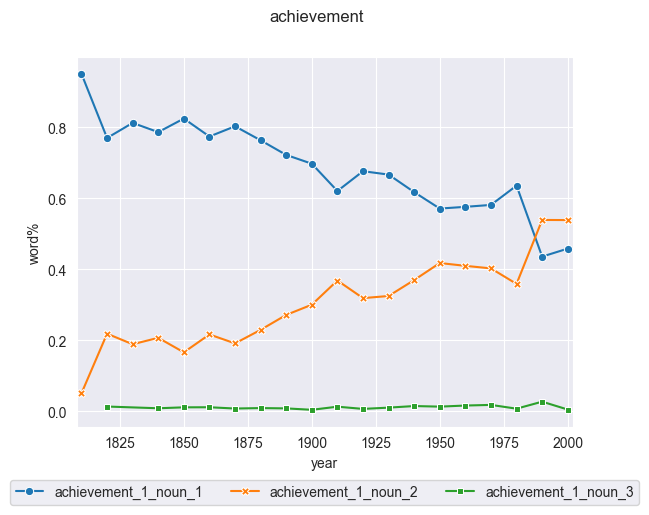 achievement
word%
0.8
0.6
0.4
0.2
0.0
1825 1850 1875 1900 1925 1950 1975 2000
year
achievement_1_noun_1 achievement_1_noun_2 achievement_1_noun_3